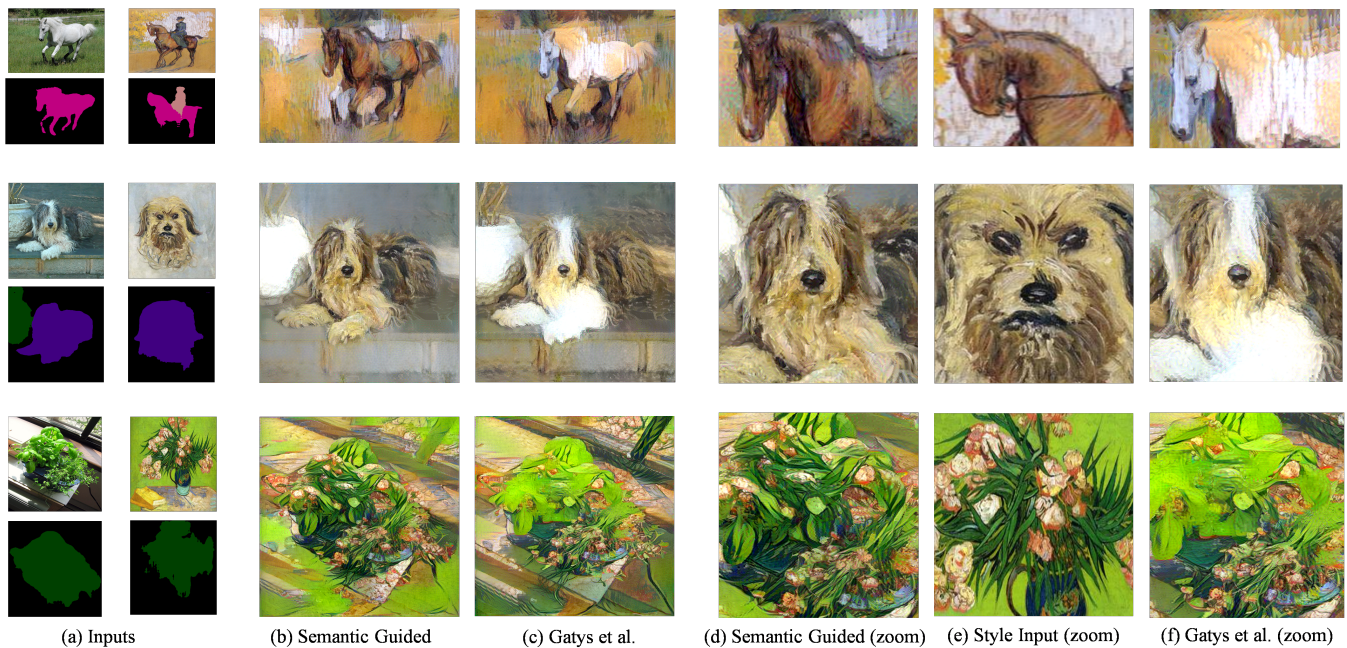 (a) Inputs
(b) Semantic Guided
(c) Gatys et al.
(d) Semantic Guided (zoom)
(e) Style Input (zoom)
(f) Gatys et al. (zoom)